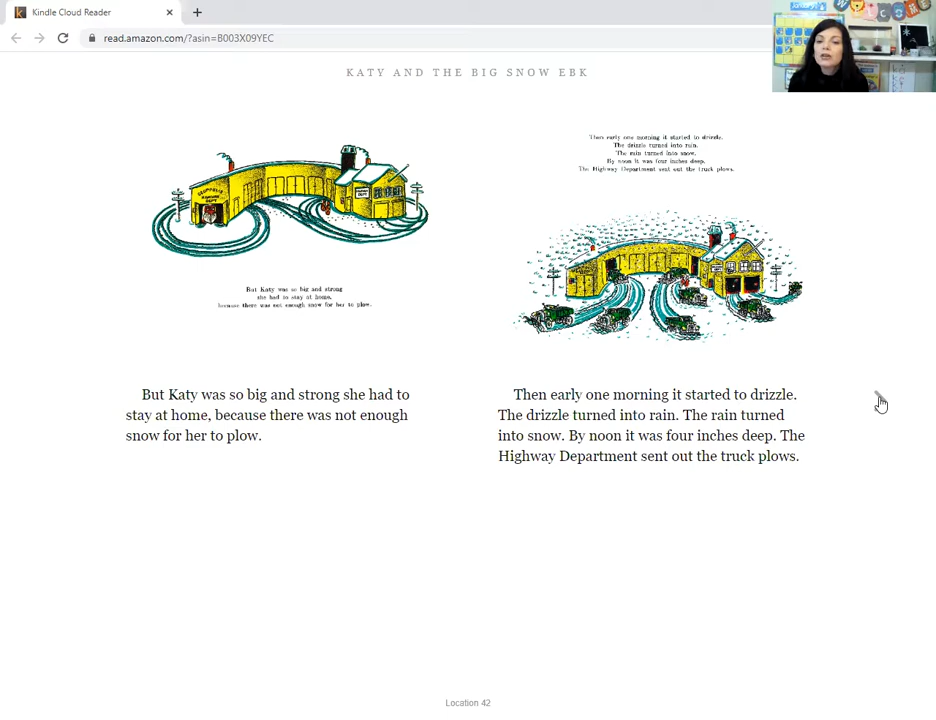 Kindle Cloud Reader
read.amazon.com/?asin=B003X09YEC
KATY AND THE BIG SNOW EBK
But Katy was so big and strong
she had to stay at home,
because there was not enough snow for her to plow.
But Katy was so big and strong she had to
stay at home, because there was not enough
snow for her to plow.
Then early one morning it started to drizzle.
The drizzle turned into rain.
The rain turned into snow.
By noon it was four inches deep.
The Highway Department sent out the truck plows.
Then early one morning it started to drizzle.
The drizzle turned into rain. The rain turned
into snow. By noon it was four inches deep. The
Highway Department sent out the truck plows.
Location 42